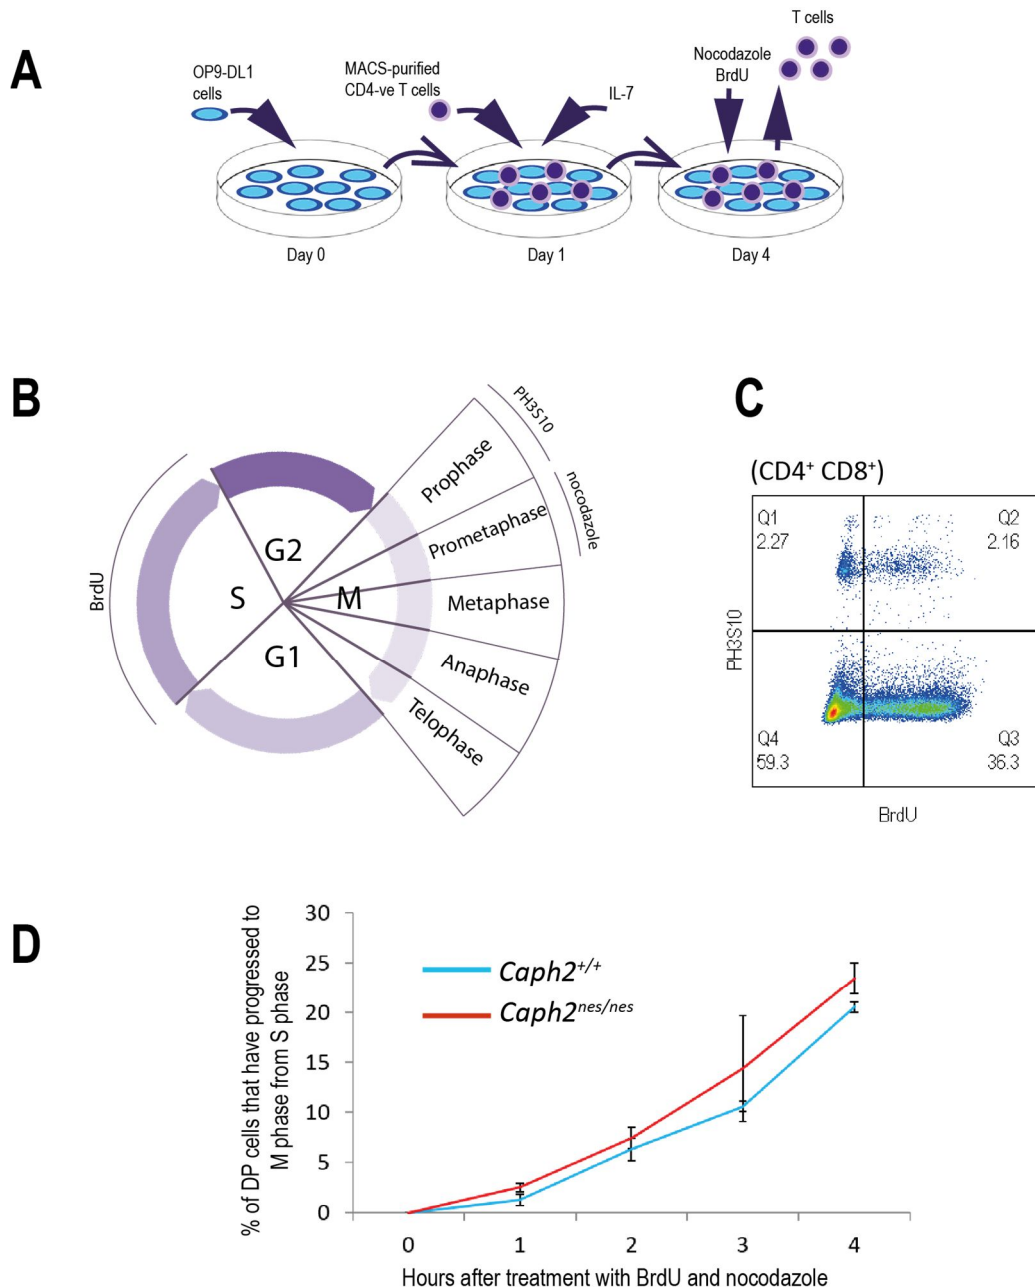 A
OP9-DL1
cells
MACS-purified
CD4-ve T cells
IL-7
Nocodazole
BrdU
T cells
Day 0
Day 1
Day 4
B
BrdU
S
G2
G1
M
PH3S10
nocodazole
Prophase
Prometaphase
Metaphase
Anaphase
Telophase
C
(CD4⁺ CD8⁺)
Q1
2.27
Q2
2.16
Q4
59.3
Q3
36.3
PH3S10
BrdU
D
% of DP cells that have progressed to
M phase from S phase
30
25
20
15
10
5
0
Caph2⁺/⁺
Caph2ⁿᵉˢ/ⁿᵉˢ
0 1 2 3 4
Hours after treatment with BrdU and nocodazole